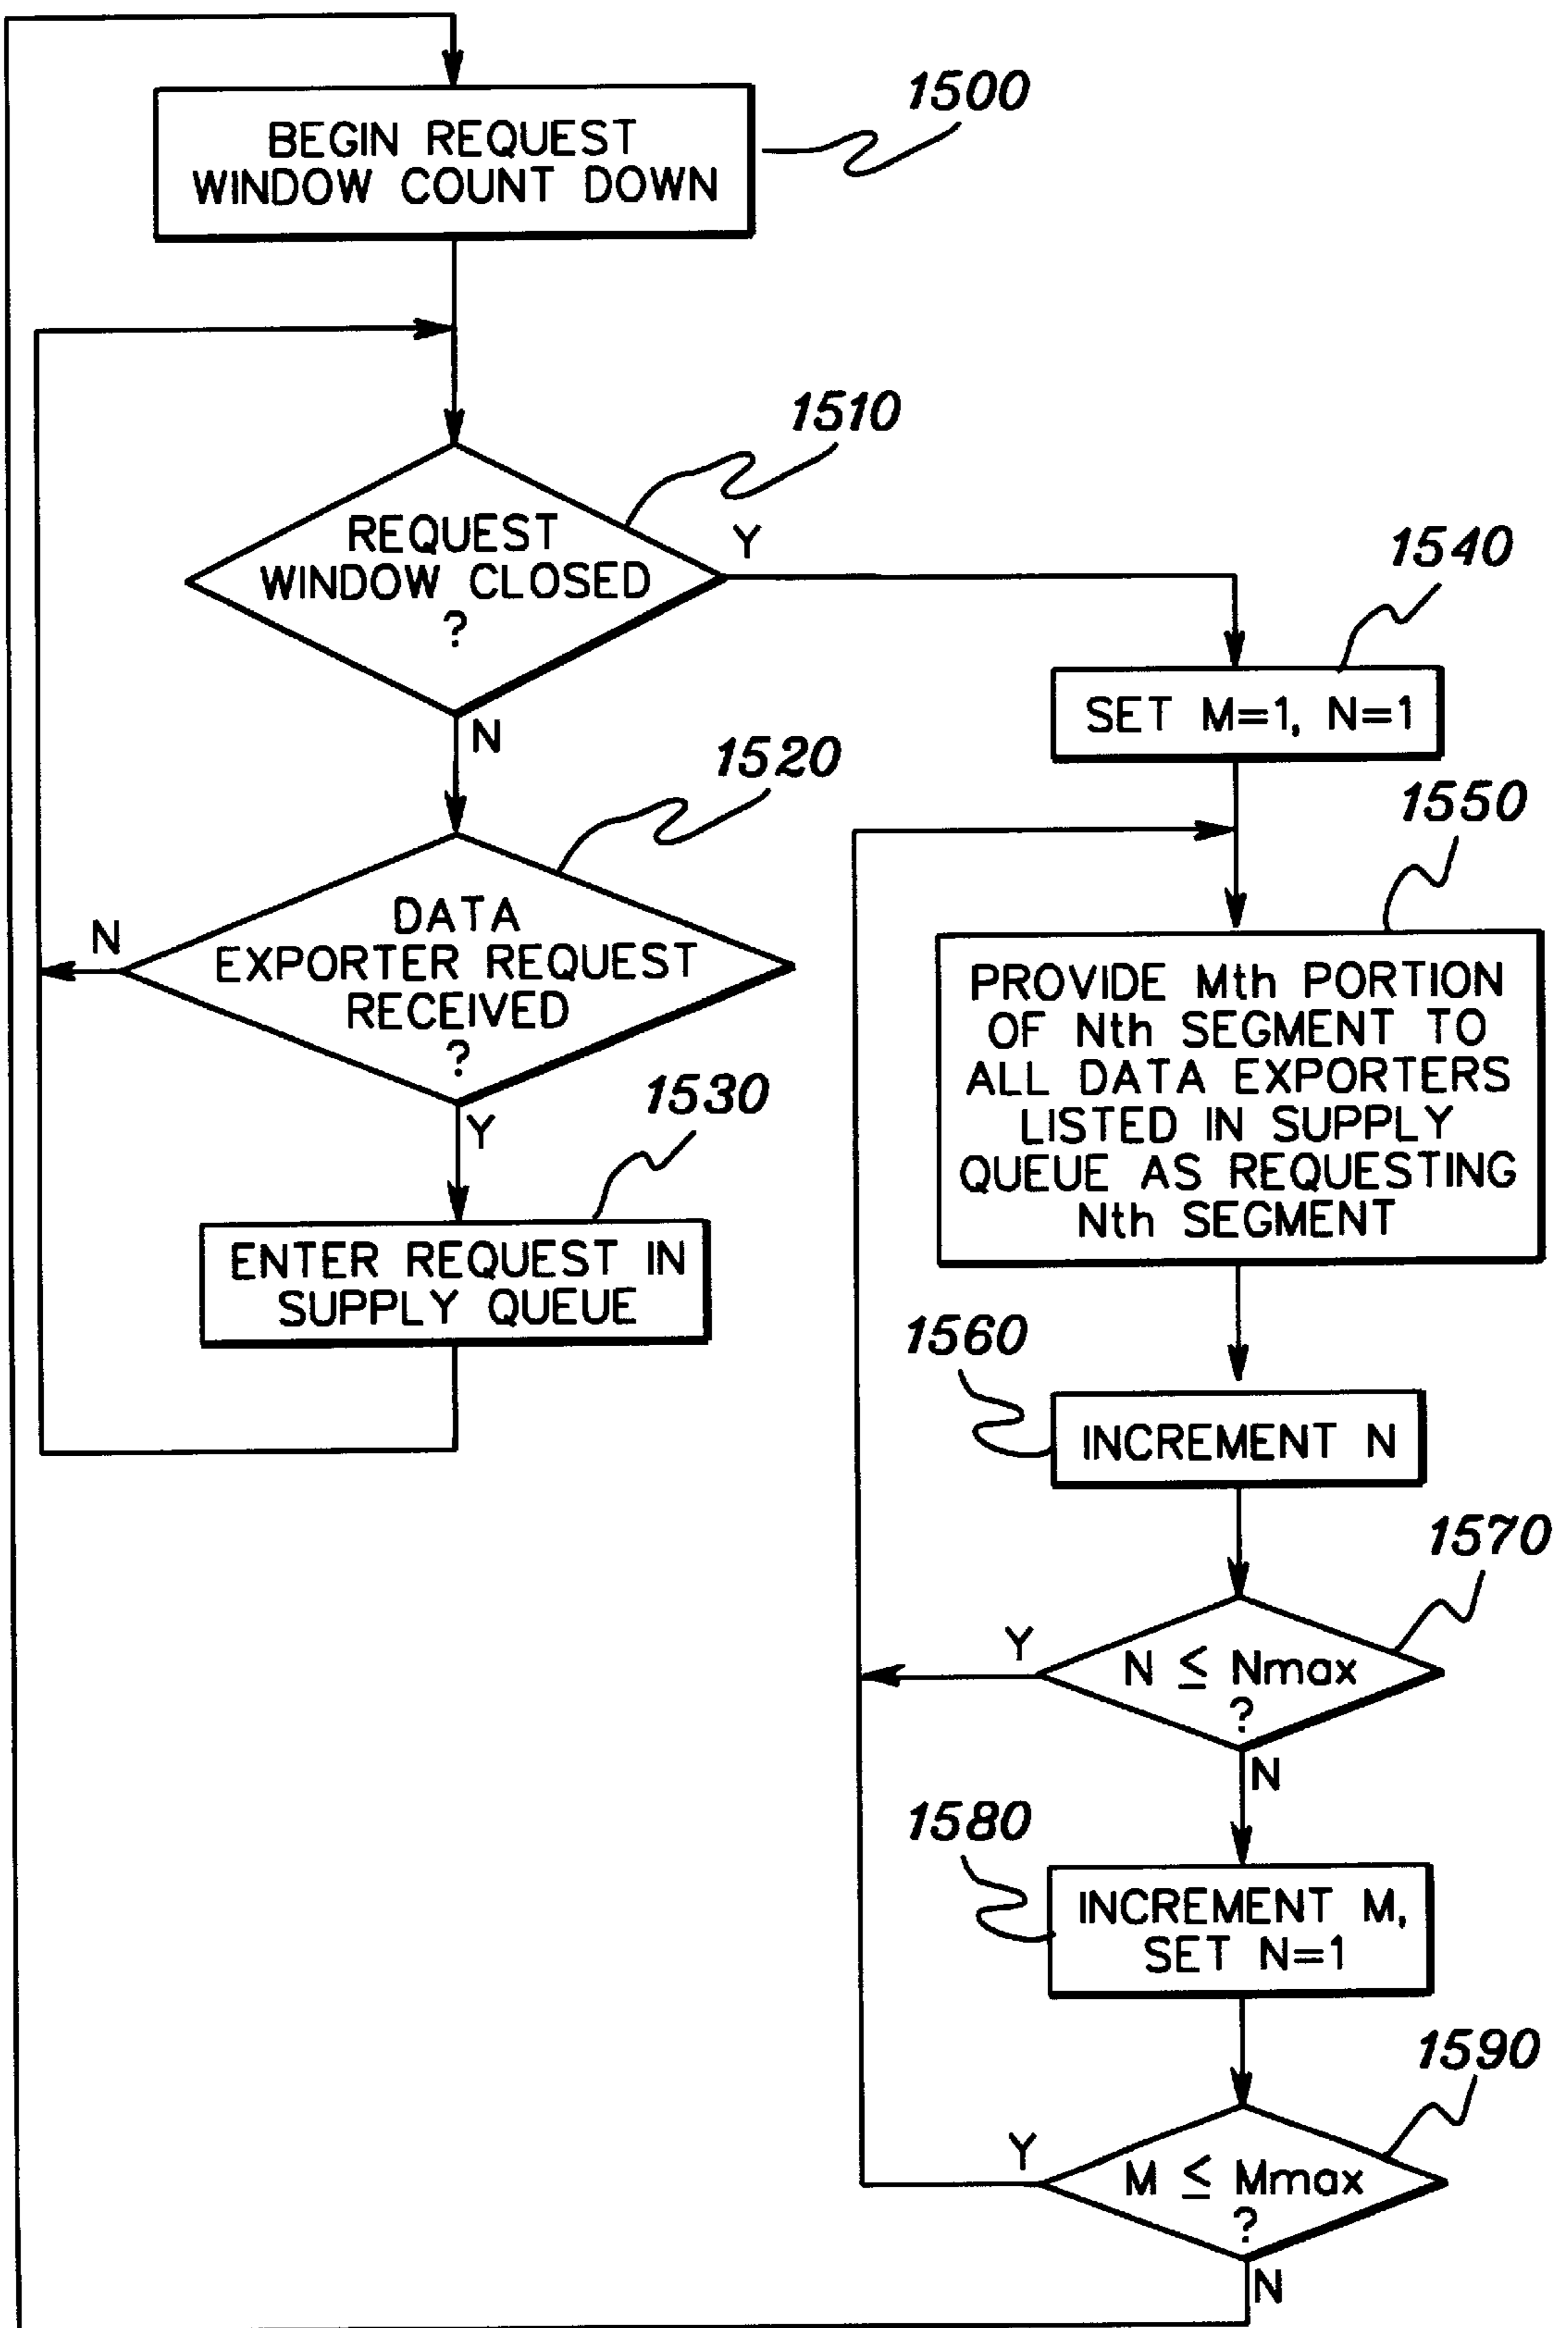 1500
BEGIN REQUEST
WINDOW COUNT DOWN
1510
REQUEST
WINDOW CLOSED
?
Y
N
1520
DATA
EXPORTER REQUEST
RECEIVED
?
N
Y
1530
ENTER REQUEST IN
SUPPLY QUEUE
1540
SET M=1, N=1
1550
PROVIDE Mth PORTION
OF Nth SEGMENT TO
ALL DATA EXPORTERS
LISTED IN SUPPLY
QUEUE AS REQUESTING
Nth SEGMENT
1560
INCREMENT N
1570
N ≤ Nmax
?
Y
N
1580
INCREMENT M,
SET N=1
1590
M ≤ Mmax
?
Y
N